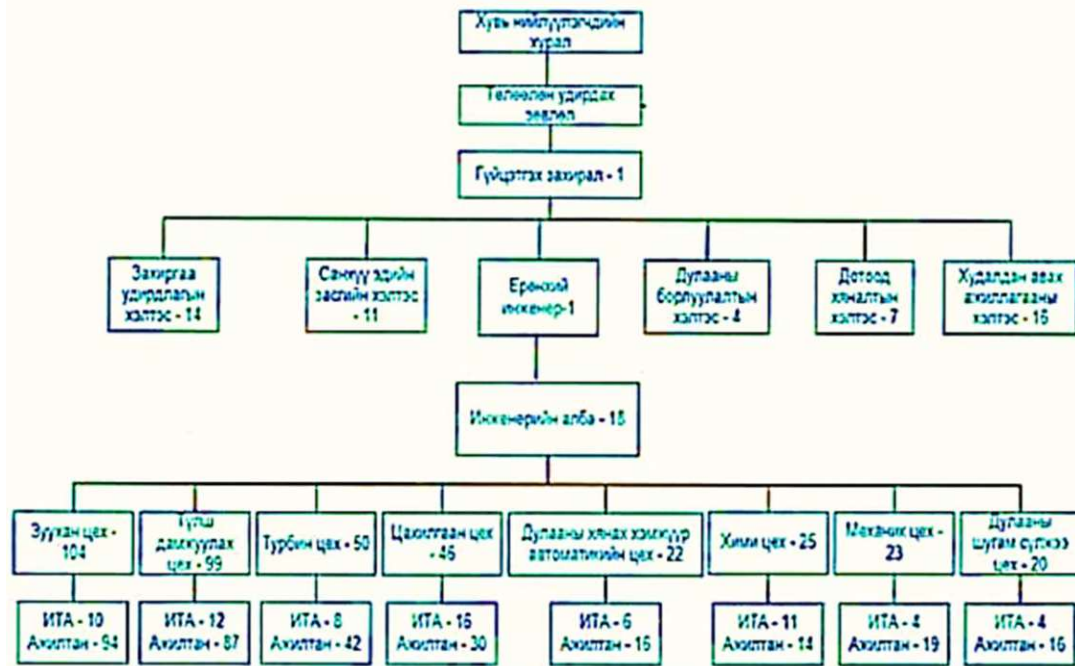 Хувь нийлүүлэгчдийн
хурал
Төлөөлөн удирдах
зөвлөл
Гүйцэтгэх захирал - 1
Захиргаа
удирдлагын
хэлтэс - 14
Санхүү эдийн
засгийн хэлтэс
- 11
Ерөнхий
инженер-1
Дулааны
борлуулалтын
хэлтэс - 4
Дотоод
хяналтын
хэлтэс - 7
Худалдан авах
ажиллагааны
хэлтэс - 16
Инженерийн алба - 18
Зуухан цех -
104
Түлш
дамжуулах
цех - 99
Турбин цех - 50
Цахилгаан цех
- 46
Дулааны хянах хэмжүүр
автоматикийн цех - 22
Хими цех - 25
Механик цех -
23
Дулааны
шугам сүлжээ
цех - 20
ИТА - 10
Ажилтан - 94
ИТА - 12
Ажилтан - 87
ИТА - 8
Ажилтан - 42
ИТА - 16
Ажилтан - 30
ИТА - 6
Ажилтан - 16
ИТА - 11
Ажилтан - 14
ИТА - 4
Ажилтан - 19
ИТА - 4
Ажилтан - 16